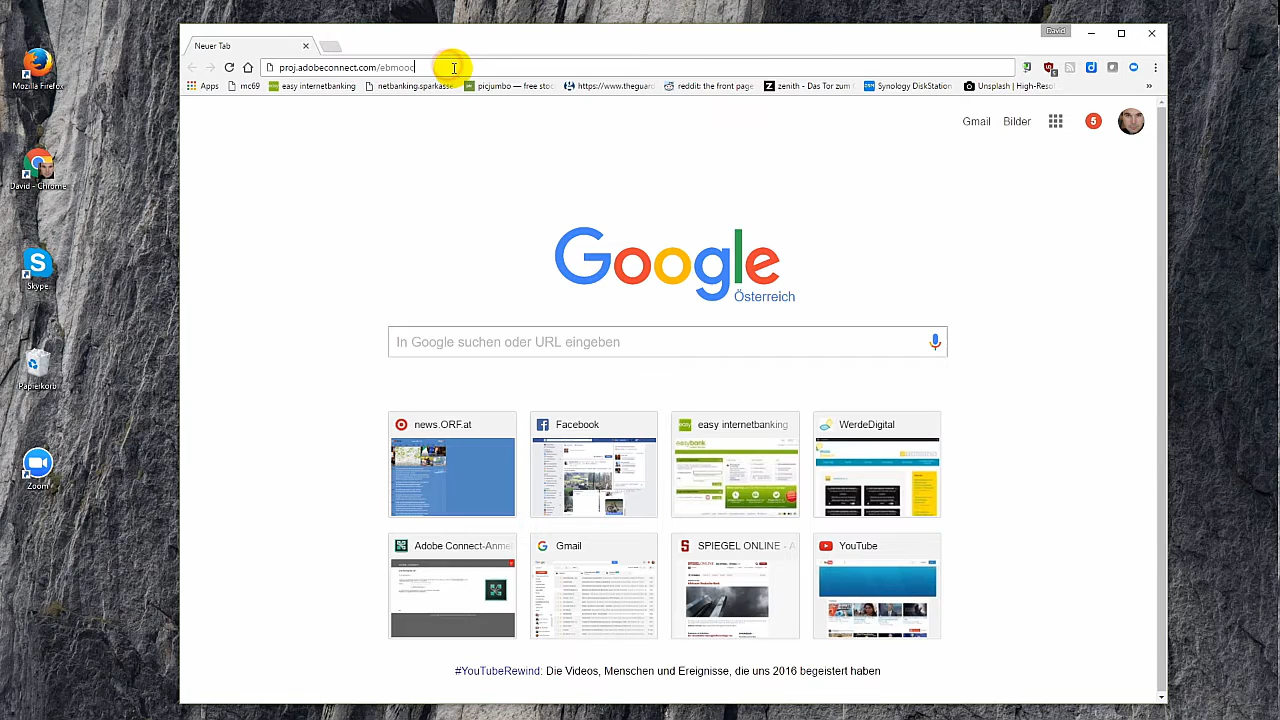 David
Neuer Tab
proj.adobeconnect.com/ebmooc
Apps mc69 easy internetbanking netbanking.sparkasse picjumbo — free stoc https://www.theguard reddit: the front page zenith - Das Tor zum Synology DiskStation Unsplash | High-Resol »
Gmail Bilder 5
Google
Österreich
In Google suchen oder URL eingeben
news.ORF.at Facebook easy internetbanking WerdeDigital
Adobe Connect-Anmel Gmail SPIEGEL ONLINE - A YouTube
#YouTubeRewind: Die Videos, Menschen und Ereignisse, die uns 2016 begeistert haben
Mozilla Firefox
David - Chrome
Skype
Papierkorb
Zoom